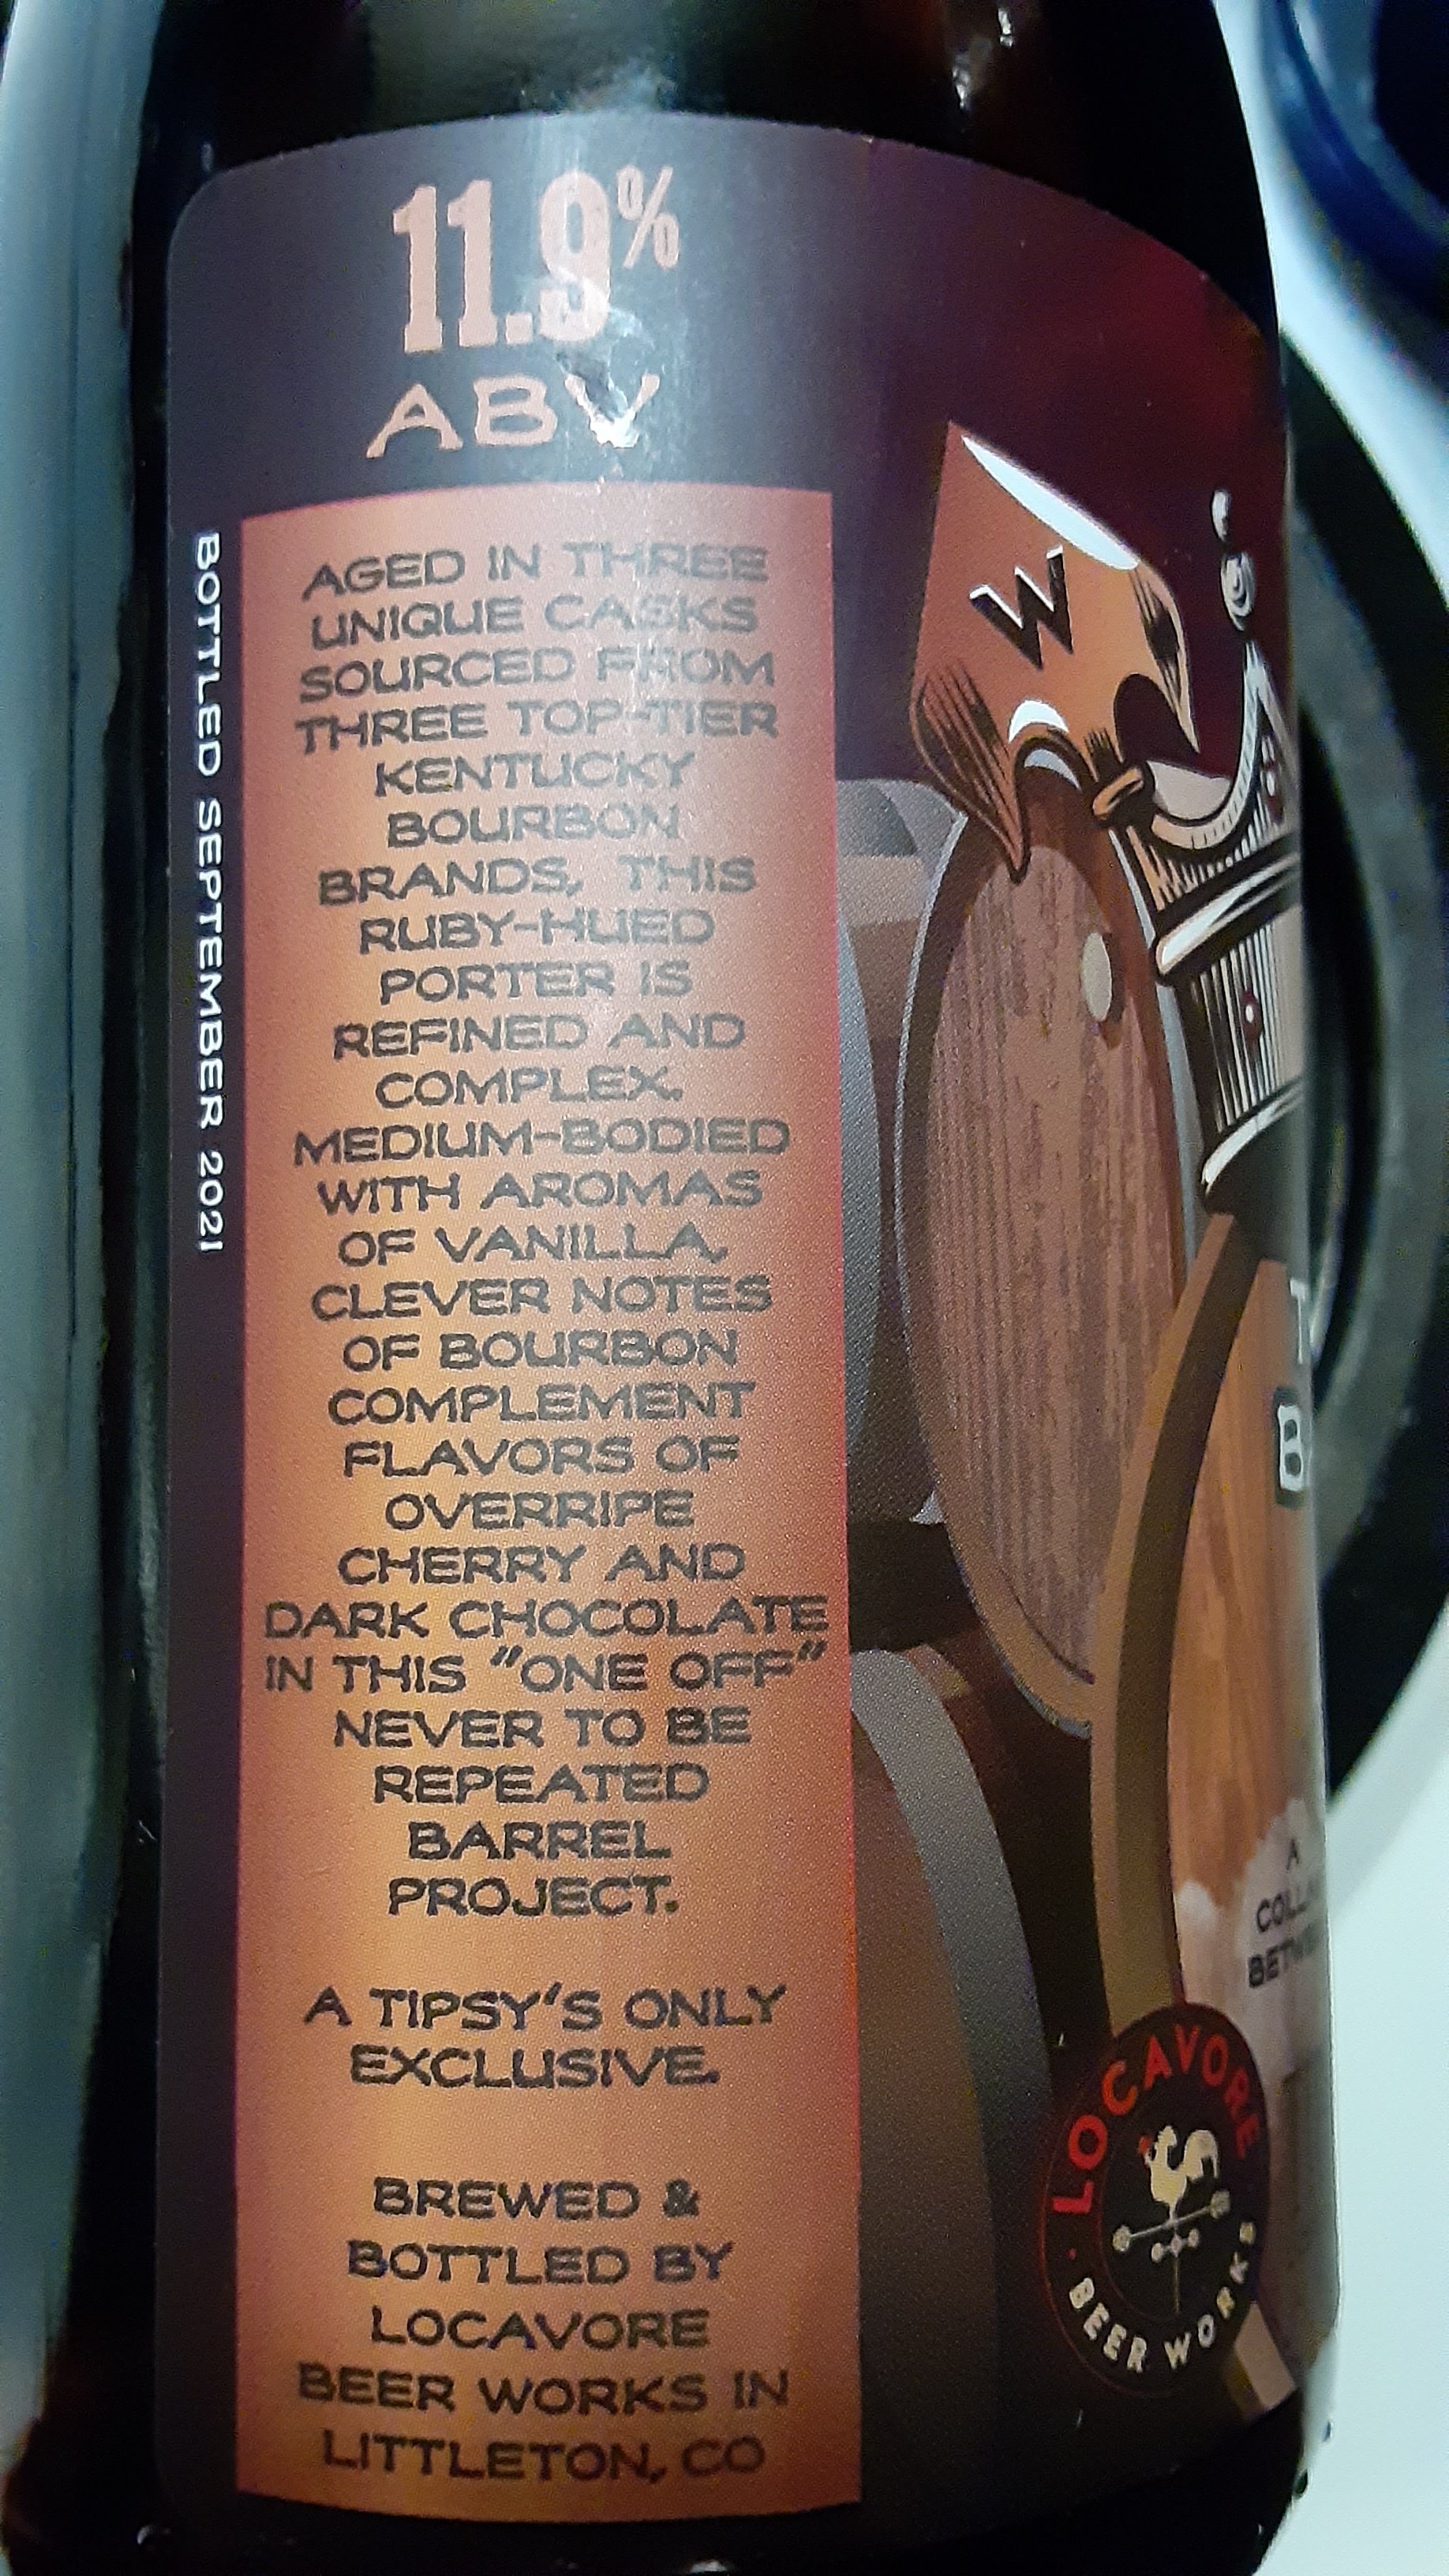 11.9%
ABV
BOTTLED SEPTEMBER 2021
AGED IN THREE
UNIQUE CASKS
SOURCED FROM
THREE TOP-TIER
KENTUCKY
BOURBON
BRANDS, THIS
RUBY-HUED
PORTER IS
REFINED AND
COMPLEX.
MEDIUM-BODIED
WITH AROMAS
OF VANILLA,
CLEVER NOTES
OF BOURBON
COMPLEMENT
FLAVORS OF
OVERRIPE
CHERRY AND
DARK CHOCOLATE
IN THIS "ONE OFF"
NEVER TO BE
REPEATED
BARREL
PROJECT.
A TIPSY'S ONLY
EXCLUSIVE.
BREWED &
BOTTLED BY
LOCAVORE
BEER WORKS IN
LITTLETON, CO
W
A
LOCAVORE
BEER WORKS